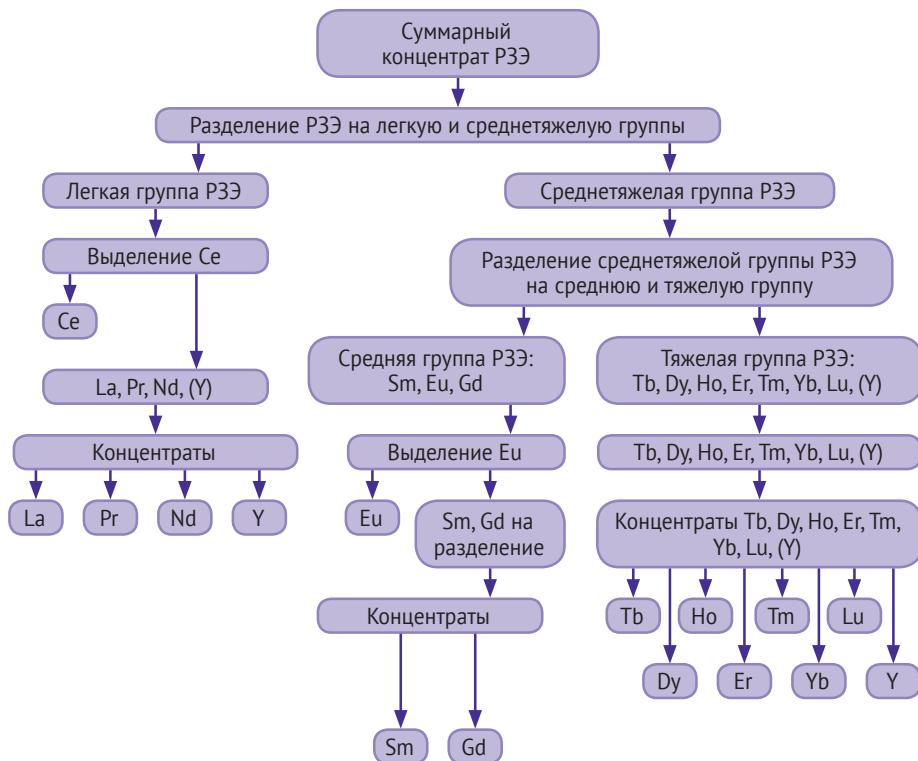 Суммарный
концентрат РЗЭ
Разделение РЗЭ на легкую и среднетяжелую группы
Легкая группа РЗЭ
Среднетяжелая группа РЗЭ
Выделение Ce
Разделение среднетяжелой группы РЗЭ
на среднюю и тяжелую группу
Ce
Средняя группа РЗЭ:
Sm, Eu, Gd
Тяжелая группа РЗЭ:
Tb, Dy, Ho, Er, Tm, Yb, Lu, (Y)
La, Pr, Nd, (Y)
Концентраты
Выделение Eu
Tb, Dy, Ho, Er, Tm, Yb, Lu, (Y)
La
Pr
Nd
Y
Eu
Sm, Gd на
разделение
Концентраты Tb, Dy, Ho, Er, Tm,
Yb, Lu, (Y)
Концентраты
Tb
Ho
Tm
Lu
Dy
Er
Yb
Y
Sm
Gd